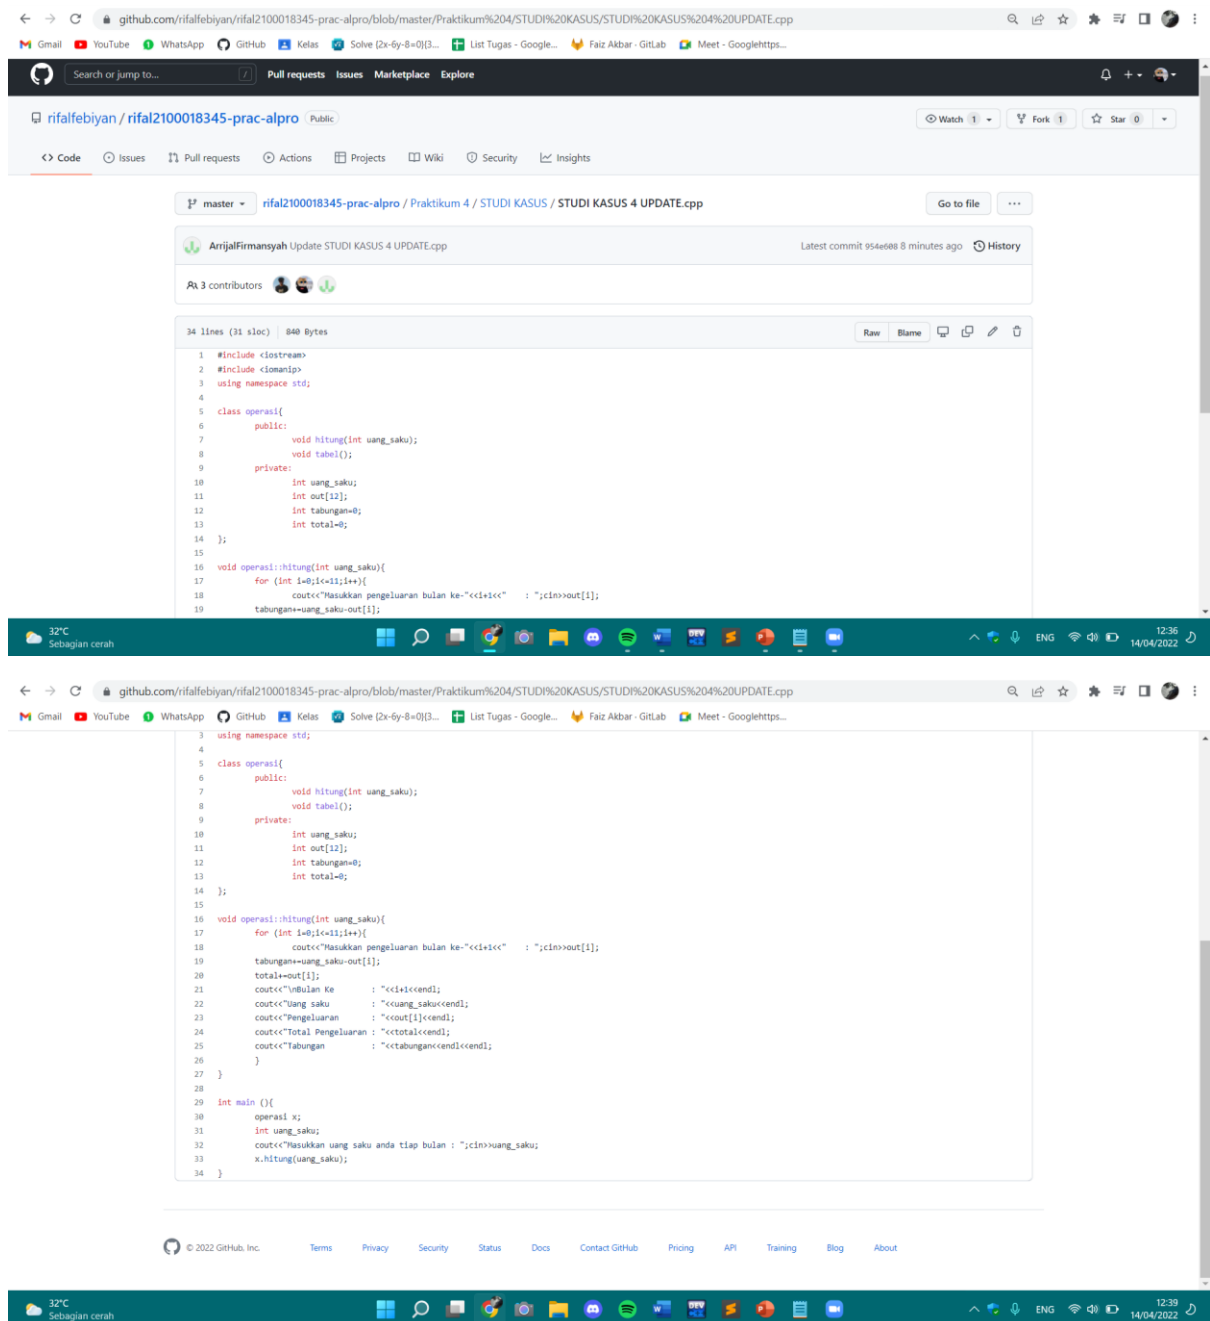 github.com/rifalfebiyan/rifal2100018345-prac-alpro/blob/master/Praktikum%204/STUDI%20KASUS/STUDI%20KASUS%204%20UPDATE.cpp
Gmail YouTube WhatsApp GitHub Kelas Solve {2x-6y-8=0}{3... List Tugas - Google... Faiz Akbar · GitLab Meet - Googlehttps...
Search or jump to... / Pull requests Issues Marketplace Explore
rifalfebiyan / rifal2100018345-prac-alpro Public Watch 1 Fork 1 Star 0
Code Issues Pull requests Actions Projects Wiki Security Insights
master rifal2100018345-prac-alpro / Praktikum 4 / STUDI KASUS / STUDI KASUS 4 UPDATE.cpp Go to file ...
ArrijalFirmansyah Update STUDI KASUS 4 UPDATE.cpp Latest commit 954e608 8 minutes ago History
3 contributors
34 lines (31 sloc) 840 Bytes Raw Blame
1 #include <iostream>
2 #include <iomanip>
3 using namespace std;
4
5 class operasi{
6 public:
7 void hitung(int uang_saku);
8 void tabel();
9 private:
10 int uang_saku;
11 int out[12];
12 int tabungan=0;
13 int total=0;
14 };
15
16 void operasi::hitung(int uang_saku){
17 for (int i=0;i<=11;i++){
18 cout<<"Masukkan pengeluaran bulan ke-"<<i+1<<" : ";cin>>out[i];
19 tabungan+=uang_saku-out[i];
32°C
Sebagian cerah
ENG
12:36
14/04/2022
github.com/rifalfebiyan/rifal2100018345-prac-alpro/blob/master/Praktikum%204/STUDI%20KASUS/STUDI%20KASUS%204%20UPDATE.cpp
Gmail YouTube WhatsApp GitHub Kelas Solve {2x-6y-8=0}{3... List Tugas - Google... Faiz Akbar · GitLab Meet - Googlehttps...
3 using namespace std;
4
5 class operasi{
6 public:
7 void hitung(int uang_saku);
8 void tabel();
9 private:
10 int uang_saku;
11 int out[12];
12 int tabungan=0;
13 int total=0;
14 };
15
16 void operasi::hitung(int uang_saku){
17 for (int i=0;i<=11;i++){
18 cout<<"Masukkan pengeluaran bulan ke-"<<i+1<<" : ";cin>>out[i];
19 tabungan+=uang_saku-out[i];
20 total+=out[i];
21 cout<<"\nBulan Ke : "<<i+1<<endl;
22 cout<<"Uang saku : "<<uang_saku<<endl;
23 cout<<"Pengeluaran : "<<out[i]<<endl;
24 cout<<"Total Pengeluaran : "<<total<<endl;
25 cout<<"Tabungan : "<<tabungan<<endl<<endl;
26 }
27 }
28
29 int main (){
30 operasi x;
31 int uang_saku;
32 cout<<"Masukkan uang saku anda tiap bulan : ";cin>>uang_saku;
33 x.hitung(uang_saku);
34 }
© 2022 GitHub, Inc. Terms Privacy Security Status Docs Contact GitHub Pricing API Training Blog About
32°C
Sebagian cerah
ENG
12:39
14/04/2022